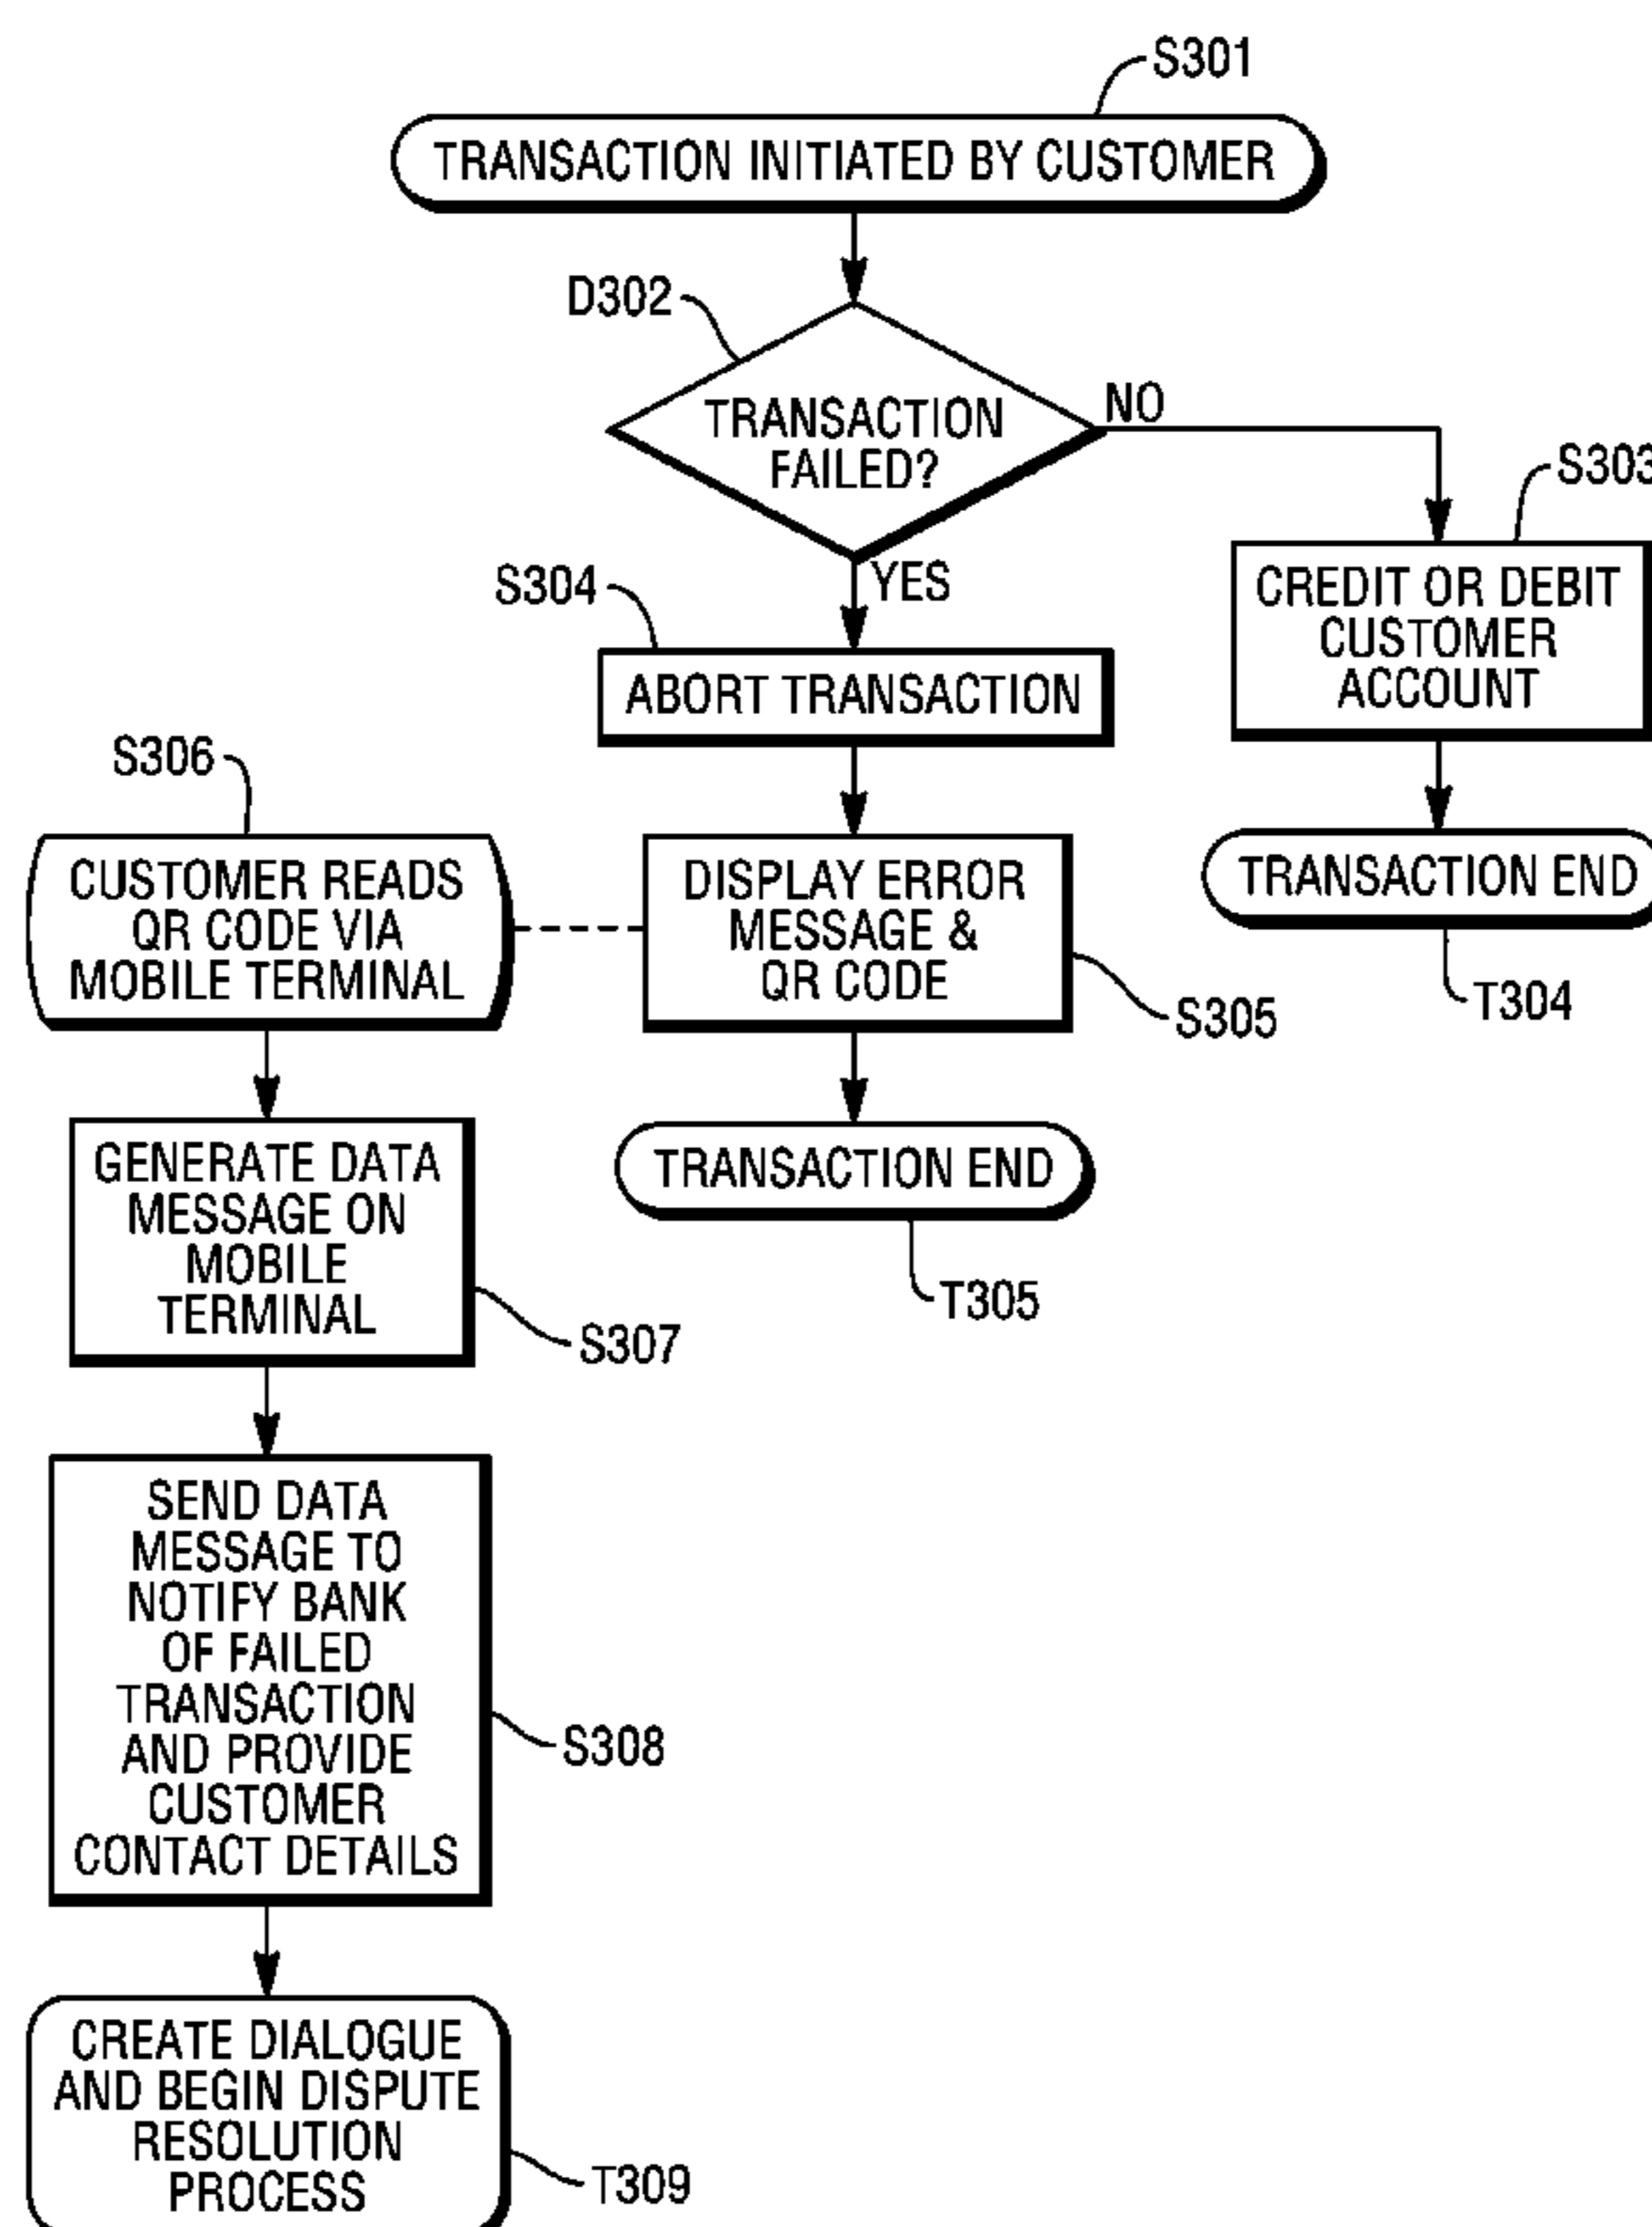 S301
TRANSACTION INITIATED BY CUSTOMER
D302
TRANSACTION
FAILED?
NO
YES
S303
CREDIT OR DEBIT
CUSTOMER
ACCOUNT
S304
ABORT TRANSACTION
S306
CUSTOMER READS
QR CODE VIA
MOBILE TERMINAL
DISPLAY ERROR
MESSAGE &
QR CODE
S305
TRANSACTION END
T304
GENERATE DATA
MESSAGE ON
MOBILE
TERMINAL
S307
TRANSACTION END
T305
SEND DATA
MESSAGE TO
NOTIFY BANK
OF FAILED
TRANSACTION
AND PROVIDE
CUSTOMER
CONTACT DETAILS
S308
CREATE DIALOGUE
AND BEGIN DISPUTE
RESOLUTION
PROCESS
T309